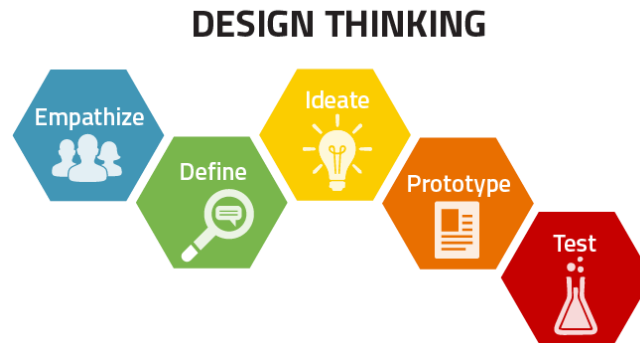 DESIGN THINKING
Empathize
Define
Ideate
Prototype
Test